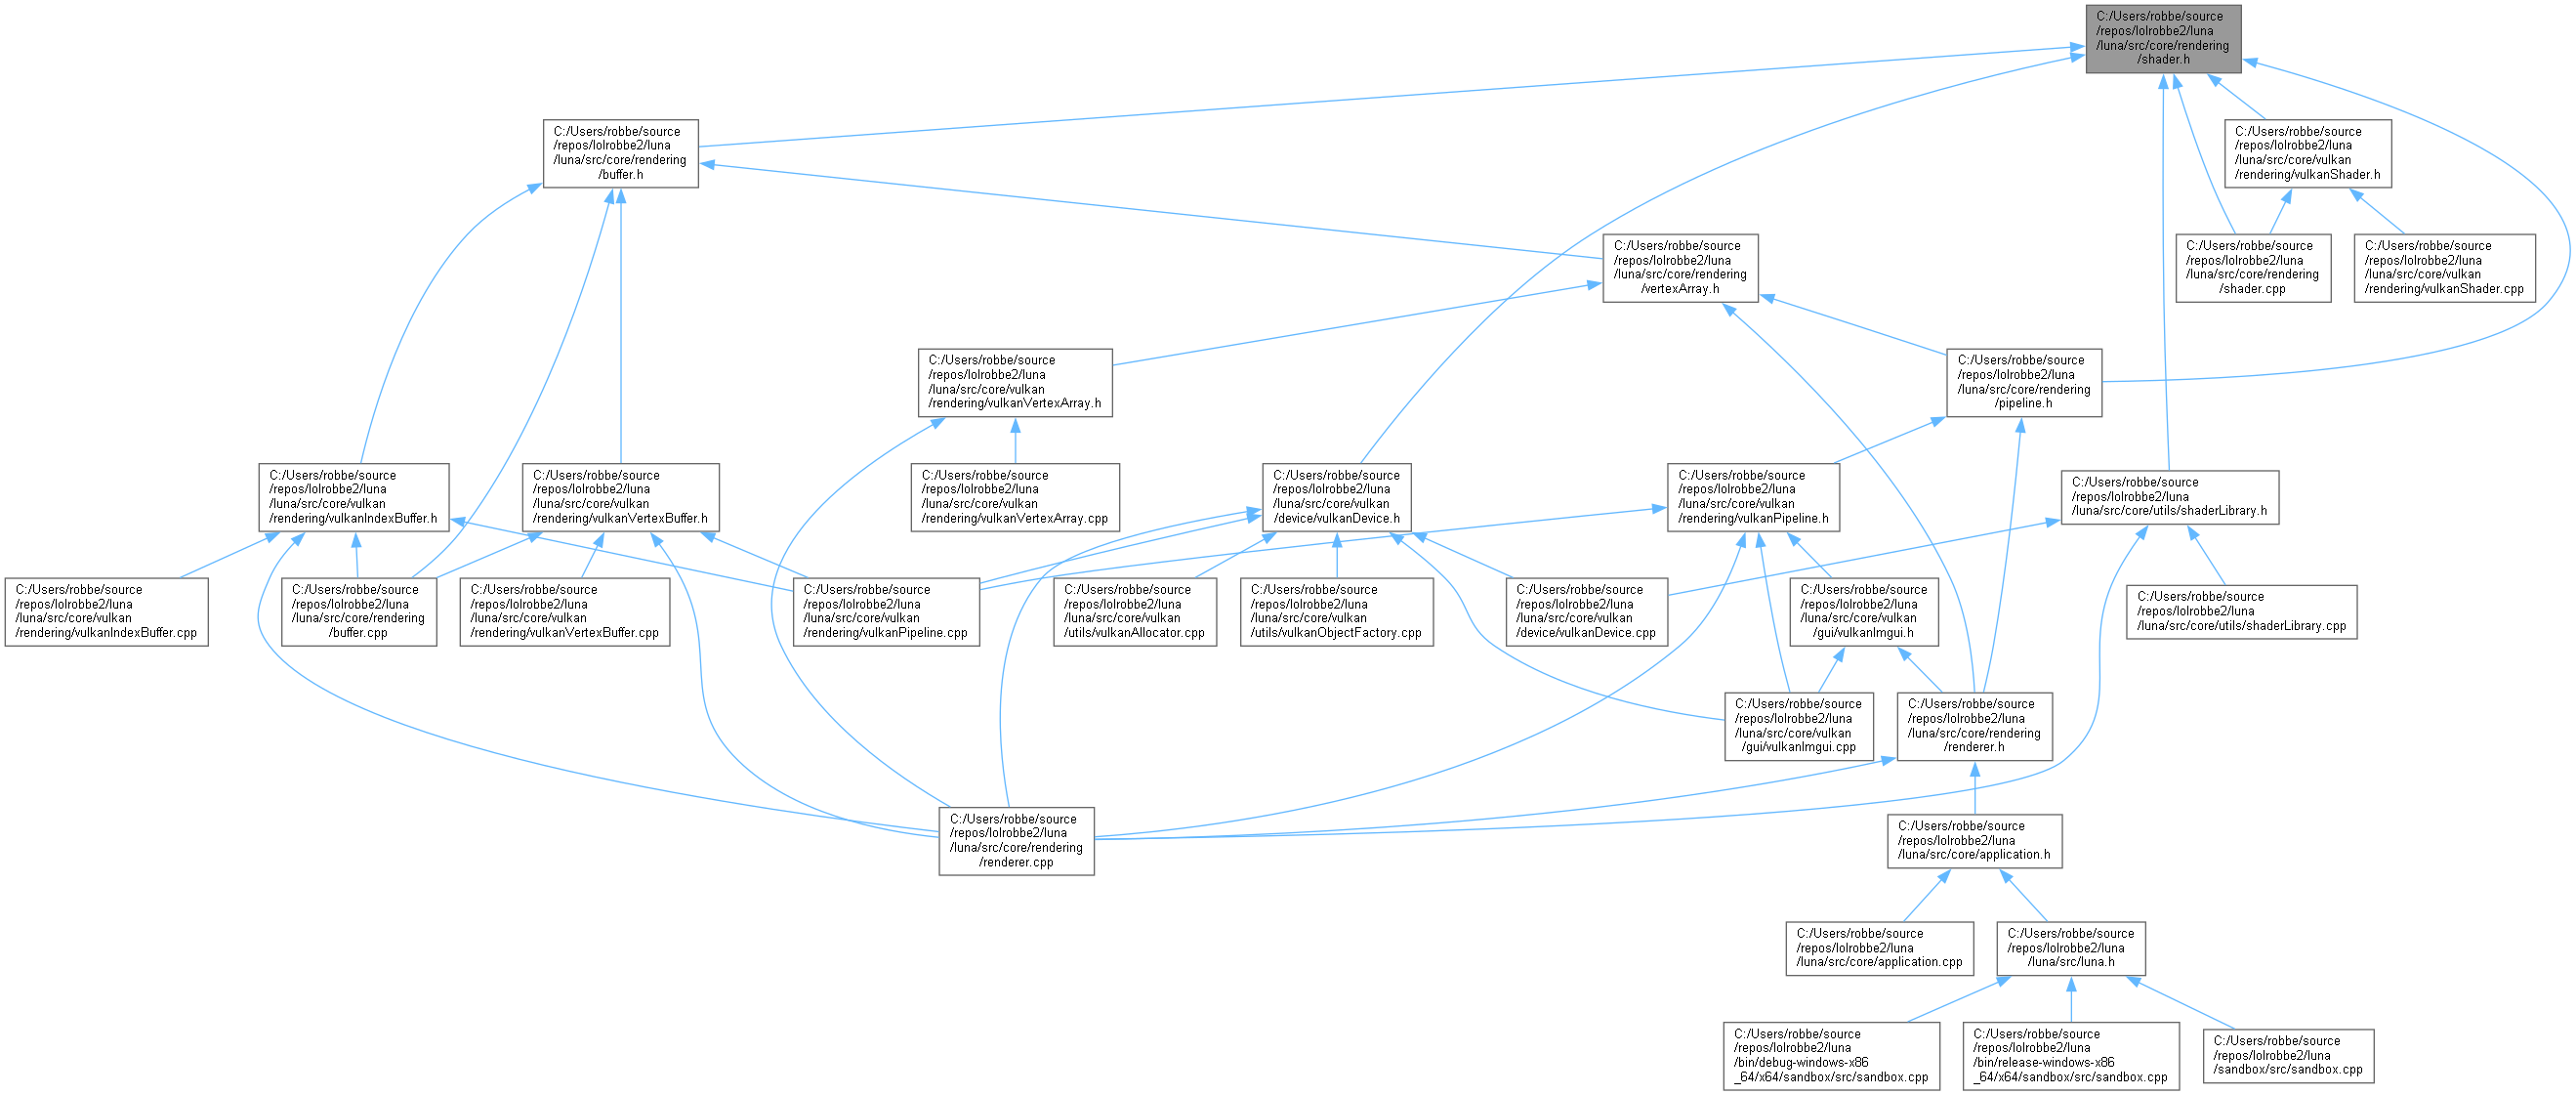 C:/Users/robbe/source
/repos/lolrobbe2/luna
/luna/src/core/rendering
/shader.h
C:/Users/robbe/source
/repos/lolrobbe2/luna
/luna/src/core/rendering
/buffer.h
C:/Users/robbe/source
/repos/lolrobbe2/luna
/luna/src/core/vulkan
/rendering/vulkanShader.h
C:/Users/robbe/source
/repos/lolrobbe2/luna
/luna/src/core/rendering
/vertexArray.h
C:/Users/robbe/source
/repos/lolrobbe2/luna
/luna/src/core/rendering
/shader.cpp
C:/Users/robbe/source
/repos/lolrobbe2/luna
/luna/src/core/vulkan
/rendering/vulkanShader.cpp
C:/Users/robbe/source
/repos/lolrobbe2/luna
/luna/src/core/vulkan
/rendering/vulkanVertexArray.h
C:/Users/robbe/source
/repos/lolrobbe2/luna
/luna/src/core/rendering
/pipeline.h
C:/Users/robbe/source
/repos/lolrobbe2/luna
/luna/src/core/vulkan
/rendering/vulkanIndexBuffer.h
C:/Users/robbe/source
/repos/lolrobbe2/luna
/luna/src/core/vulkan
/rendering/vulkanVertexBuffer.h
C:/Users/robbe/source
/repos/lolrobbe2/luna
/luna/src/core/vulkan
/rendering/vulkanVertexArray.cpp
C:/Users/robbe/source
/repos/lolrobbe2/luna
/luna/src/core/vulkan
/device/vulkanDevice.h
C:/Users/robbe/source
/repos/lolrobbe2/luna
/luna/src/core/vulkan
/rendering/vulkanPipeline.h
C:/Users/robbe/source
/repos/lolrobbe2/luna
/luna/src/core/utils/shaderLibrary.h
C:/Users/robbe/source
/repos/lolrobbe2/luna
/luna/src/core/vulkan
/rendering/vulkanIndexBuffer.cpp
C:/Users/robbe/source
/repos/lolrobbe2/luna
/luna/src/core/rendering
/buffer.cpp
C:/Users/robbe/source
/repos/lolrobbe2/luna
/luna/src/core/vulkan
/rendering/vulkanVertexBuffer.cpp
C:/Users/robbe/source
/repos/lolrobbe2/luna
/luna/src/core/vulkan
/rendering/vulkanPipeline.cpp
C:/Users/robbe/source
/repos/lolrobbe2/luna
/luna/src/core/vulkan
/utils/vulkanAllocator.cpp
C:/Users/robbe/source
/repos/lolrobbe2/luna
/luna/src/core/vulkan
/utils/vulkanObjectFactory.cpp
C:/Users/robbe/source
/repos/lolrobbe2/luna
/luna/src/core/vulkan
/device/vulkanDevice.cpp
C:/Users/robbe/source
/repos/lolrobbe2/luna
/luna/src/core/vulkan
/gui/vulkanImgui.h
C:/Users/robbe/source
/repos/lolrobbe2/luna
/luna/src/core/utils/shaderLibrary.cpp
C:/Users/robbe/source
/repos/lolrobbe2/luna
/luna/src/core/vulkan
/gui/vulkanImgui.cpp
C:/Users/robbe/source
/repos/lolrobbe2/luna
/luna/src/core/rendering
/renderer.h
C:/Users/robbe/source
/repos/lolrobbe2/luna
/luna/src/core/rendering
/renderer.cpp
C:/Users/robbe/source
/repos/lolrobbe2/luna
/luna/src/core/application.h
C:/Users/robbe/source
/repos/lolrobbe2/luna
/luna/src/core/application.cpp
C:/Users/robbe/source
/repos/lolrobbe2/luna
/luna/src/luna.h
C:/Users/robbe/source
/repos/lolrobbe2/luna
/bin/debug-windows-x86
_64/x64/sandbox/src/sandbox.cpp
C:/Users/robbe/source
/repos/lolrobbe2/luna
/bin/release-windows-x86
_64/x64/sandbox/src/sandbox.cpp
C:/Users/robbe/source
/repos/lolrobbe2/luna
/sandbox/src/sandbox.cpp